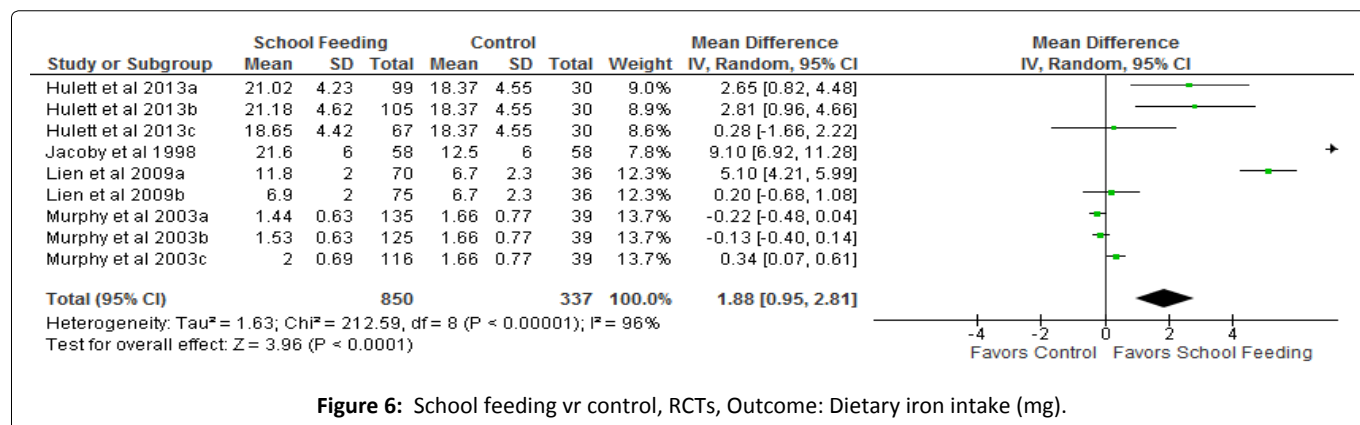 School Feeding Control Mean Difference Mean Difference
Study or Subgroup Mean SD Total Mean SD Total Weight IV, Random, 95% CI IV, Random, 95% CI
Hulett et al 2013a 21.02 4.23 99 18.37 4.55 30 9.0% 2.65 [0.82, 4.48]
Hulett et al 2013b 21.18 4.62 105 18.37 4.55 30 8.9% 2.81 [0.96, 4.66]
Hulett et al 2013c 18.65 4.42 67 18.37 4.55 30 8.6% 0.28 [-1.66, 2.22]
Jacoby et al 1998 21.6 6 58 12.5 6 58 7.8% 9.10 [6.92, 11.28]
Lien et al 2009a 11.8 2 70 6.7 2.3 36 12.3% 5.10 [4.21, 5.99]
Lien et al 2009b 6.9 2 75 6.7 2.3 36 12.3% 0.20 [-0.68, 1.08]
Murphy et al 2003a 1.44 0.63 135 1.66 0.77 39 13.7% -0.22 [-0.48, 0.04]
Murphy et al 2003b 1.53 0.63 125 1.66 0.77 39 13.7% -0.13 [-0.40, 0.14]
Murphy et al 2003c 2 0.69 116 1.66 0.77 39 13.7% 0.34 [0.07, 0.61]
Total (95% CI) 850 337 100.0% 1.88 [0.95, 2.81]
Heterogeneity: Tau² = 1.63; Chi² = 212.59, df = 8 (P < 0.00001); I² = 96%
Test for overall effect: Z = 3.96 (P < 0.0001)
-4 -2 0 2 4
Favors Control Favors School Feeding
Figure 6: School feeding vr control, RCTs, Outcome: Dietary iron intake (mg).